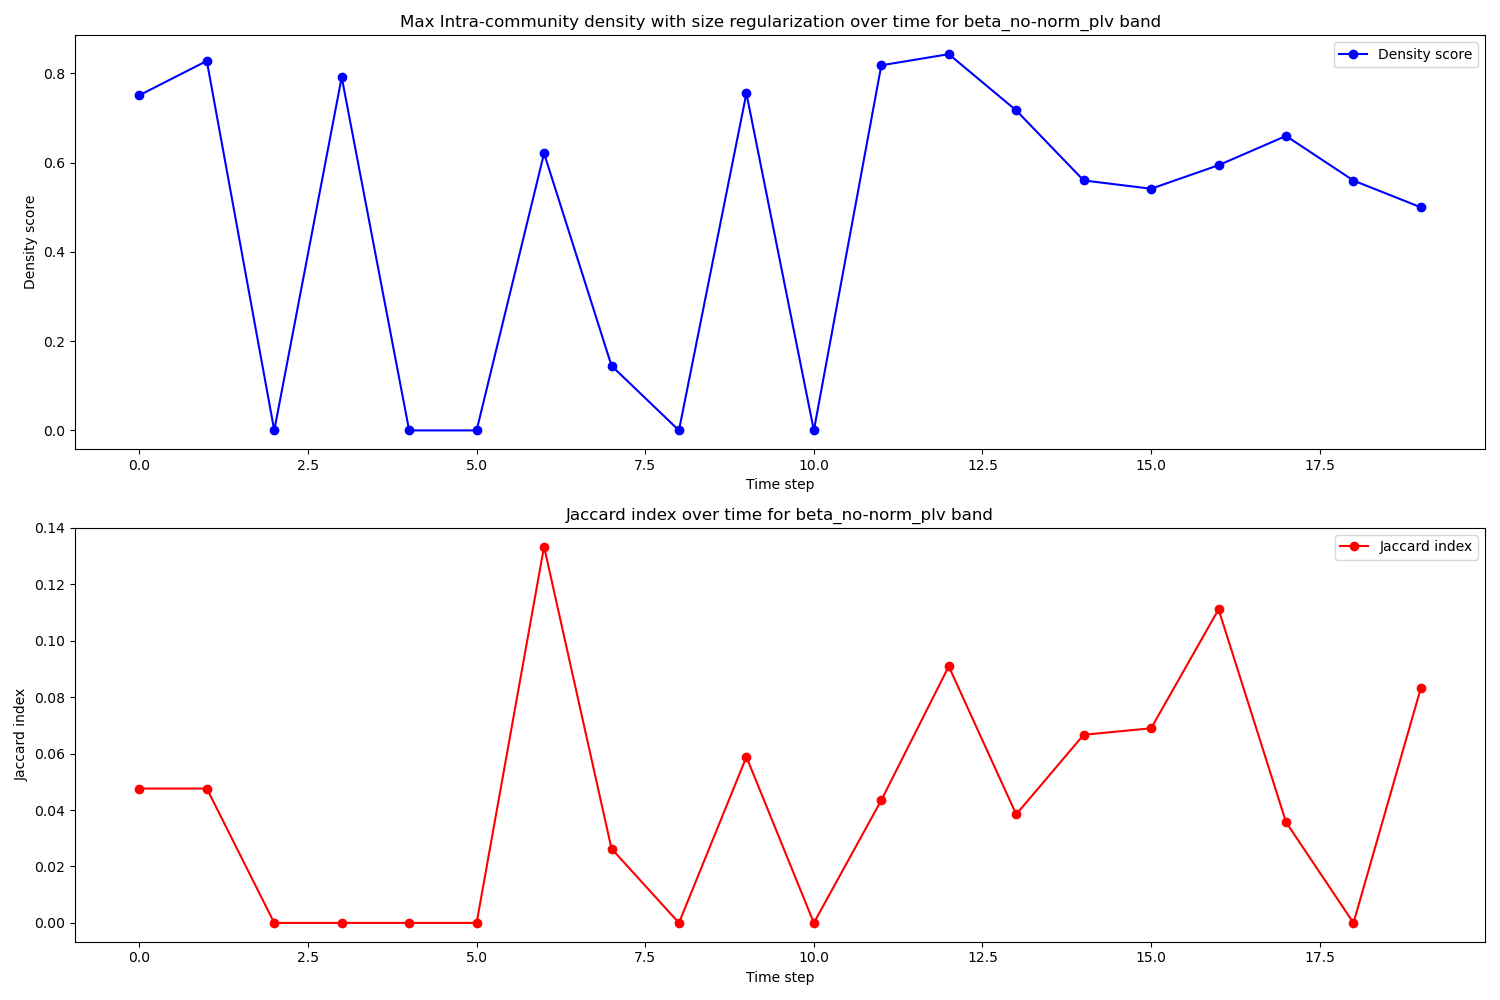 Max Intra-community density with size regularization over time for beta_no-norm_plv band
Density score
0.8
0.6
0.4
0.2
0.0
Density score
0.0 2.5 5.0 7.5 10.0 12.5 15.0 17.5
Time step
Jaccard index over time for beta_no-norm_plv band
Jaccard index
0.14
0.12
0.10
0.08
0.06
0.04
0.02
0.00
Jaccard index
0.0 2.5 5.0 7.5 10.0 12.5 15.0 17.5
Time step